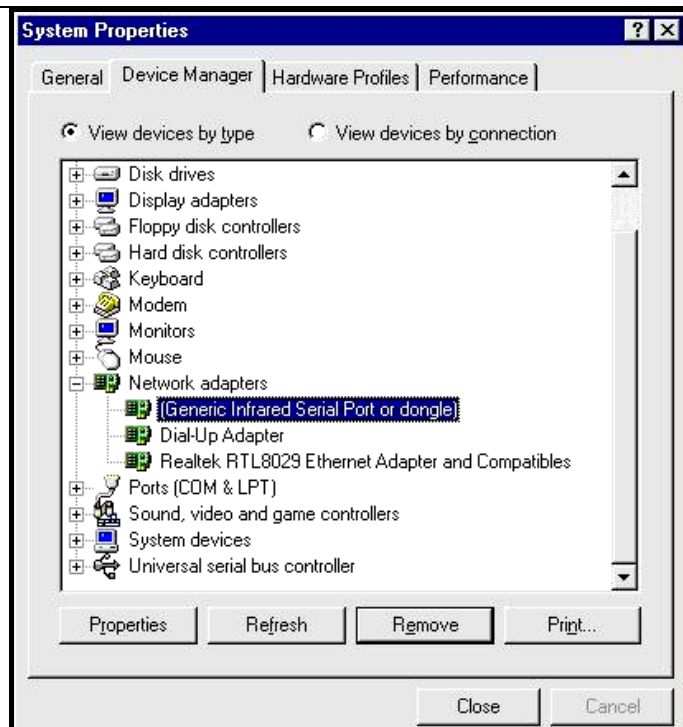 System Properties
General Device Manager Hardware Profiles Performance
View devices by type View devices by connection
Disk drives
Display adapters
Floppy disk controllers
Hard disk controllers
Keyboard
Modem
Monitors
Mouse
Network adapters
(Generic Infrared Serial Port or dongle)
Dial-Up Adapter
Realtek RTL8029 Ethernet Adapter and Compatibles
Ports (COM & LPT)
Sound, video and game controllers
System devices
Universal serial bus controller
Properties Refresh Remove Print...
Close Cancel